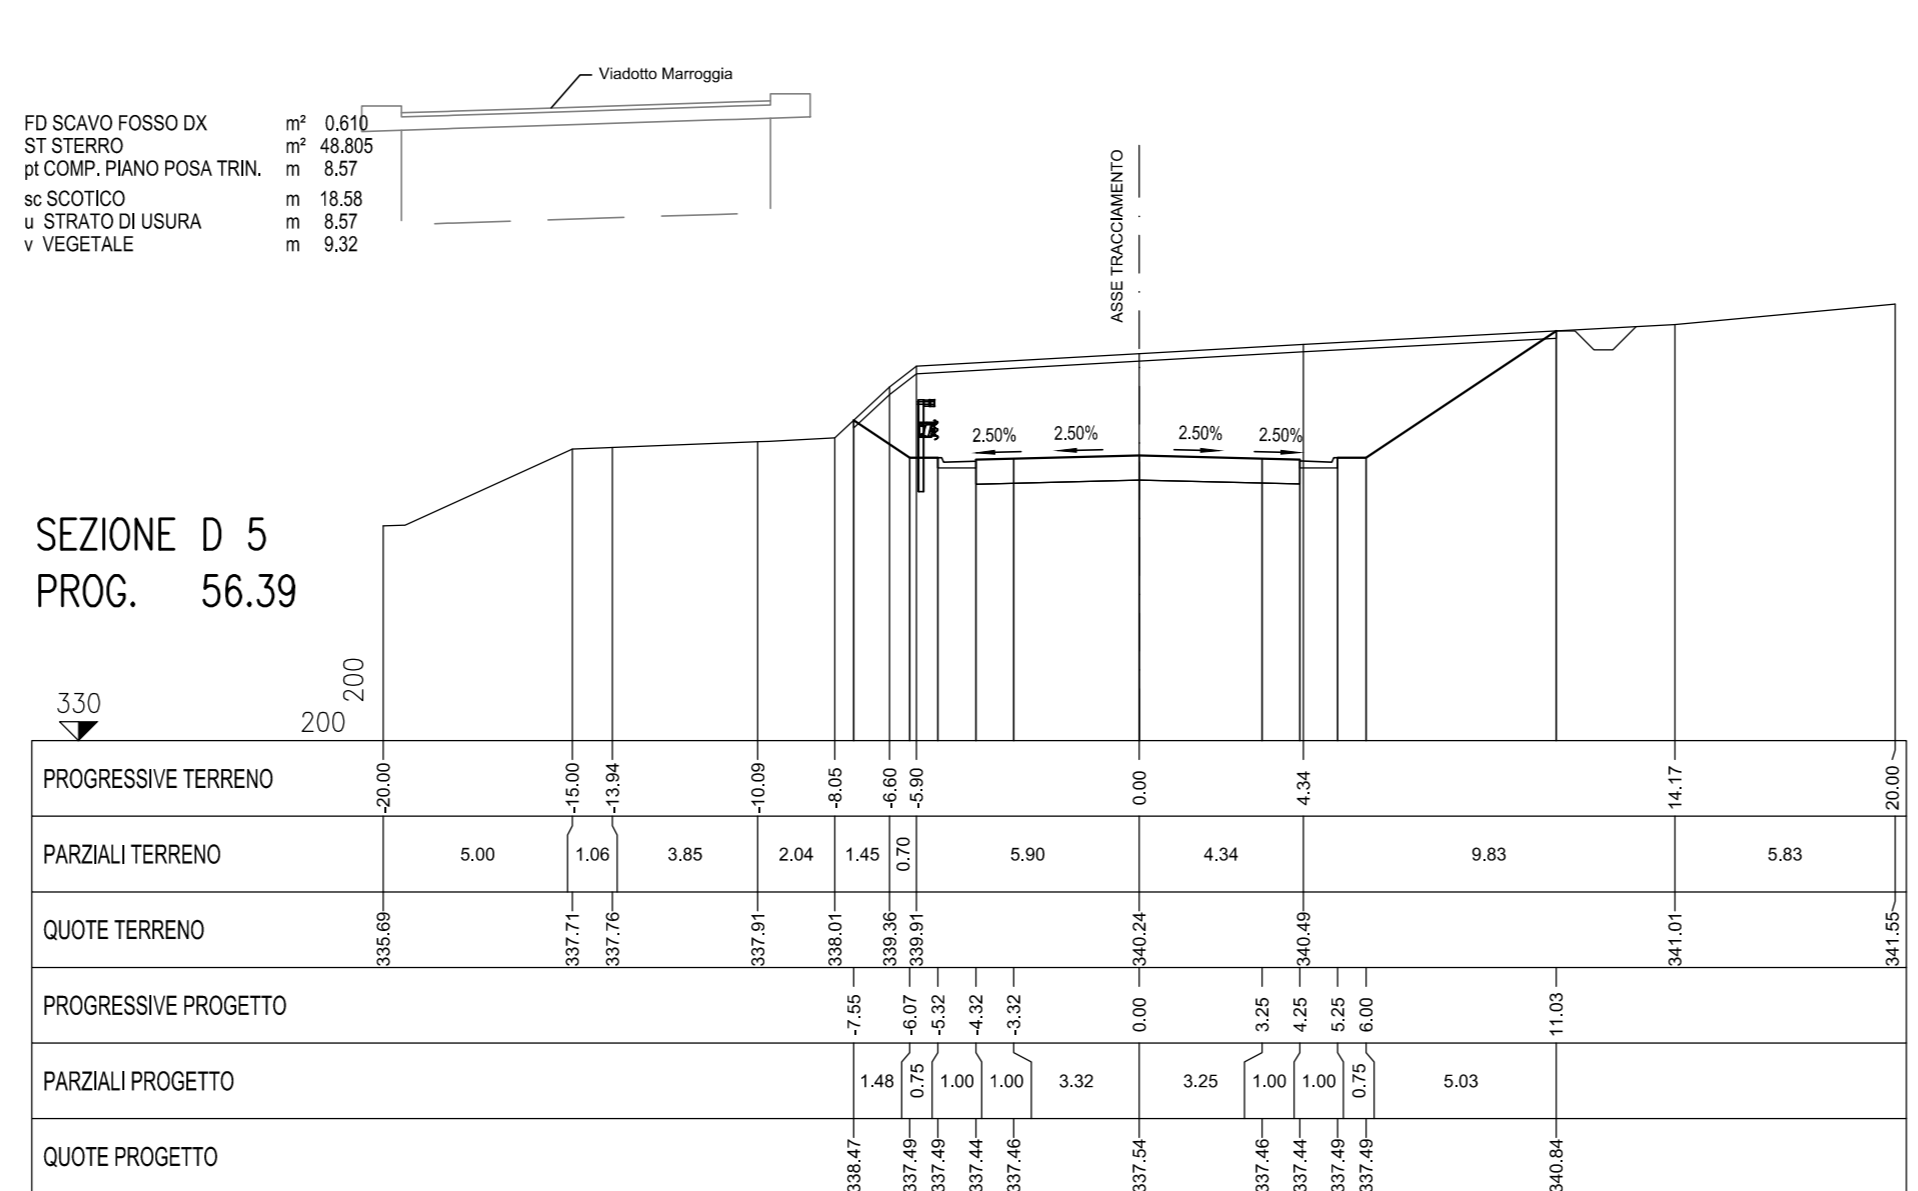 Viadotto Marroggia
FD SCAVO FOSSO DX m² 0.610
ST STERRO m² 48.805
pt COMP. PIANO POSA TRIN. m 8.57
sc SCOTICO m 18.58
u STRATO DI USURA m 8.57
v VEGETALE m 9.32
ASSE TRACCIAMENTO
2.50% 2.50% 2.50% 2.50%
SEZIONE D 5
PROG. 56.39
200
200
330
PROGRESSIVE TERRENO -20.00 -15.00 -13.94 -10.09 -8.05 -6.60 -5.90 0.00 4.34 14.17 20.00
PARZIALI TERRENO 5.00 1.06 3.85 2.04 1.45 0.70 5.90 4.34 9.83 5.83
QUOTE TERRENO 335.69 337.71 337.76 337.91 338.01 339.36 339.91 340.24 340.49 341.01 341.55
PROGRESSIVE PROGETTO -7.55 -6.07 -5.32 -4.32 -3.32 0.00 3.25 4.25 5.25 6.00 11.03
PARZIALI PROGETTO 1.48 0.75 1.00 1.00 3.32 3.25 1.00 1.00 0.75 5.03
QUOTE PROGETTO 338.47 337.49 337.49 337.44 337.46 337.54 337.46 337.44 337.49 337.49 340.84